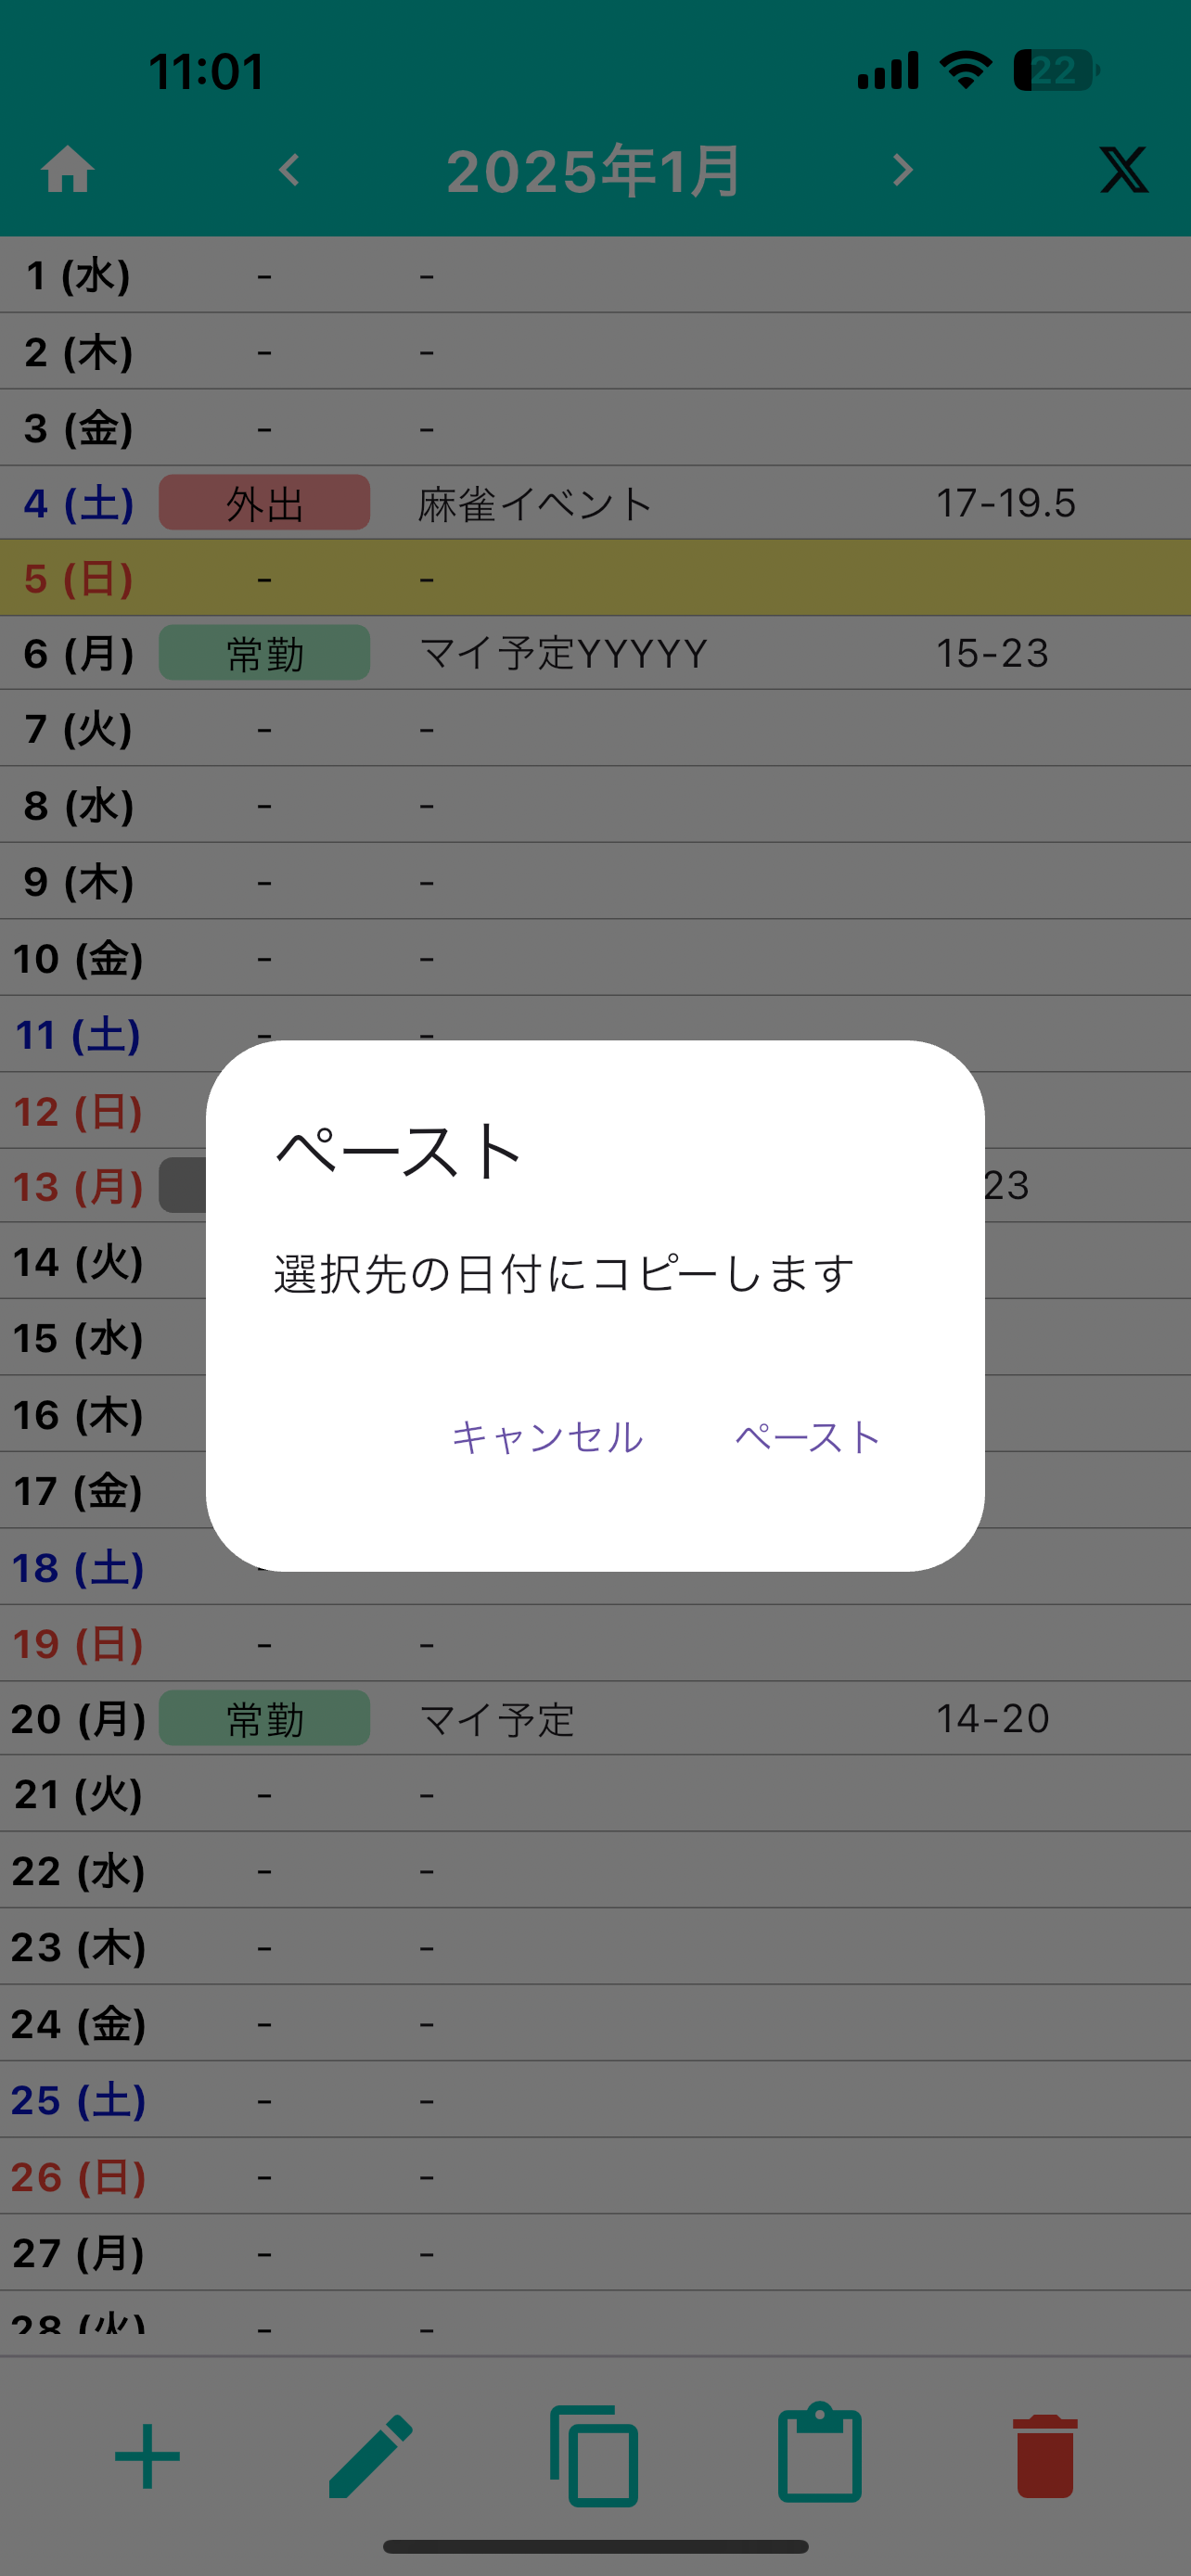 11:01
22
2025年1月
1 (水) - -
2 (木) - -
3 (金) - -
4 (土) 外出 麻雀イベント 17-19.5
5 (日) - -
6 (月) 常勤 マイ予定YYYYY 15-23
7 (火) - -
8 (水) - -
9 (木) - -
10 (金) - -
11 (土) - -
12 (日)
13 (月) 23
14 (火)
15 (水)
16 (木)
17 (金)
18 (土) -
ペースト
選択先の日付にコピーします
キャンセル ペースト
19 (日) - -
20 (月) 常勤 マイ予定 14-20
21 (火) - -
22 (水) - -
23 (木) - -
24 (金) - -
25 (土) - -
26 (日) - -
27 (月) - -
28 (火) - -